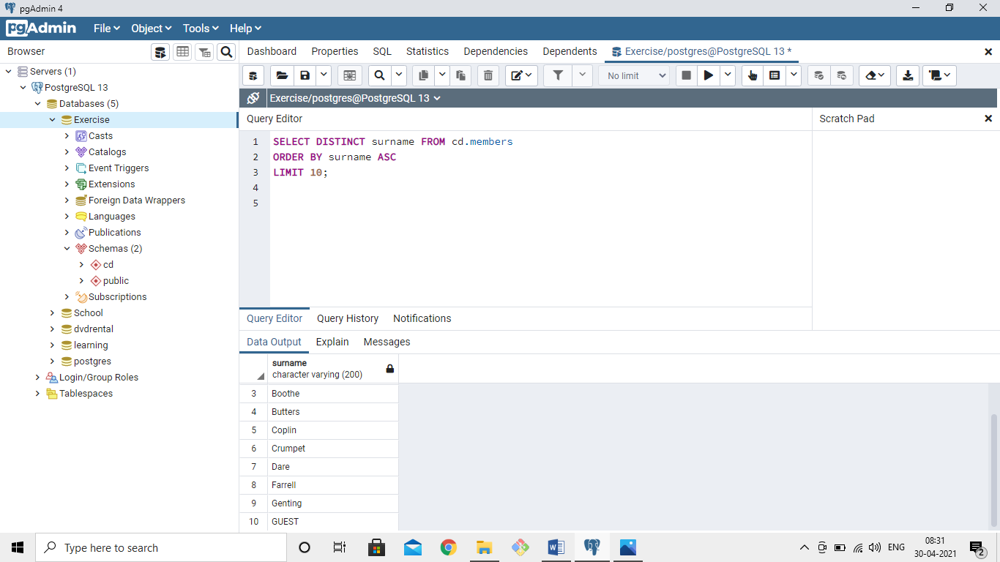 pgAdmin 4
pgAdmin File Object Tools Help
Browser
Servers (1)
PostgreSQL 13
Databases (5)
Exercise
Casts
Catalogs
Event Triggers
Extensions
Foreign Data Wrappers
Languages
Publications
Schemas (2)
cd
public
Subscriptions
School
dvdrental
learning
postgres
Login/Group Roles
Tablespaces
Dashboard Properties SQL Statistics Dependencies Dependents Exercise/postgres@PostgreSQL 13 *
No limit
Exercise/postgres@PostgreSQL 13
Query Editor
Scratch Pad
1 SELECT DISTINCT surname FROM cd.members
2 ORDER BY surname ASC
3 LIMIT 10;
4
5
Query Editor Query History Notifications
Data Output Explain Messages
surname
character varying (200)
3 Boothe
4 Butters
5 Coplin
6 Crumpet
7 Dare
8 Farrell
9 Genting
10 GUEST
Type here to search
ENG
08:31
30-04-2021
2